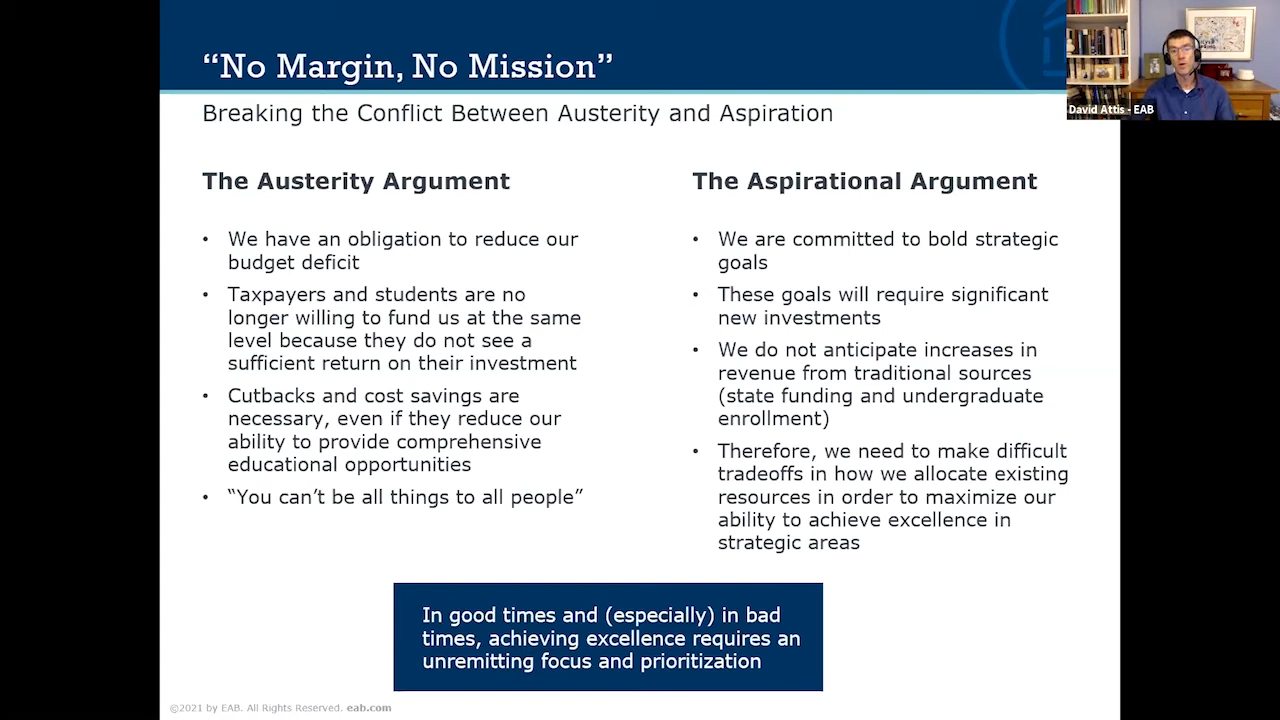 “No Margin, No Mission”
Breaking the Conflict Between Austerity and Aspiration
The Austerity Argument
• We have an obligation to reduce our
budget deficit
• Taxpayers and students are no
longer willing to fund us at the same
level because they do not see a
sufficient return on their investment
• Cutbacks and cost savings are
necessary, even if they reduce our
ability to provide comprehensive
educational opportunities
• “You can’t be all things to all people”
The Aspirational Argument
• We are committed to bold strategic
goals
• These goals will require significant
new investments
• We do not anticipate increases in
revenue from traditional sources
(state funding and undergraduate
enrollment)
• Therefore, we need to make difficult
tradeoffs in how we allocate existing
resources in order to maximize our
ability to achieve excellence in
strategic areas
In good times and (especially) in bad
times, achieving excellence requires an
unremitting focus and prioritization
©2021 by EAB. All Rights Reserved. eab.com
David Attis - EAB